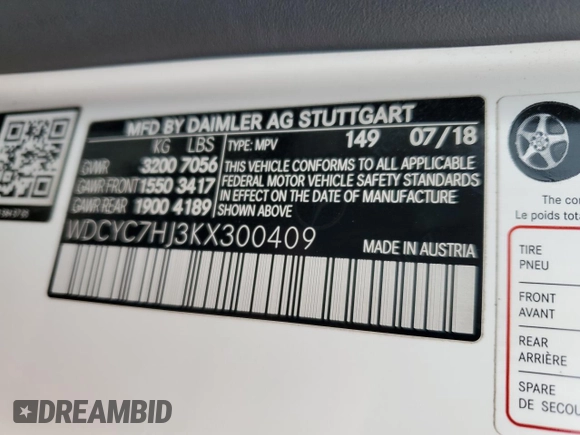 MFD BY DAIMLER AG STUTTGART
KG LBS TYPE: MPV 149 07/18
GVWR 3200 7056
GAWR FRONT 1550 3417
GAWR REAR 1900 4189
THIS VEHICLE CONFORMS TO ALL APPLICABLE
FEDERAL MOTOR VEHICLE SAFETY STANDARDS
IN EFFECT ON THE DATE OF MANUFACTURE
SHOWN ABOVE
WDCYC7HJ3KX300409
MADE IN AUSTRIA
The
Le poids
TIRE
PNEU
FRONT
AVANT
REAR
ARRIÈRE
SPARE
DE
DREAMBID